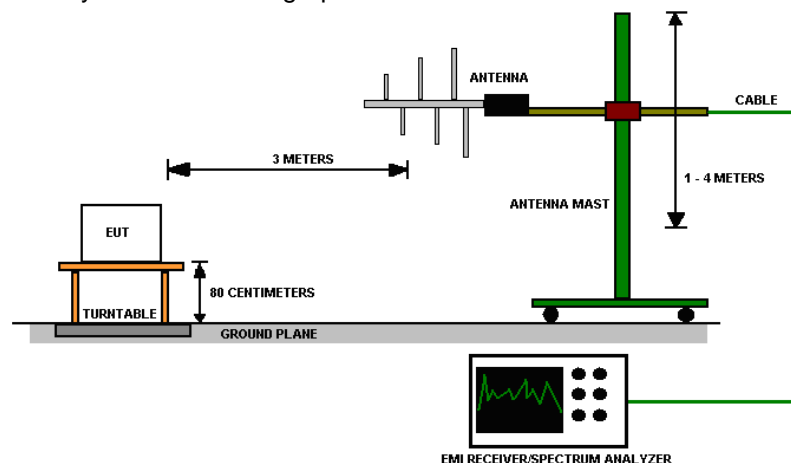 ANTENNA
CABLE
3 METERS
1 - 4 METERS
ANTENNA MAST
EUT
80 CENTIMETERS
TURNTABLE
GROUND PLANE
EMI RECEIVER/SPECTRUM ANALYZER